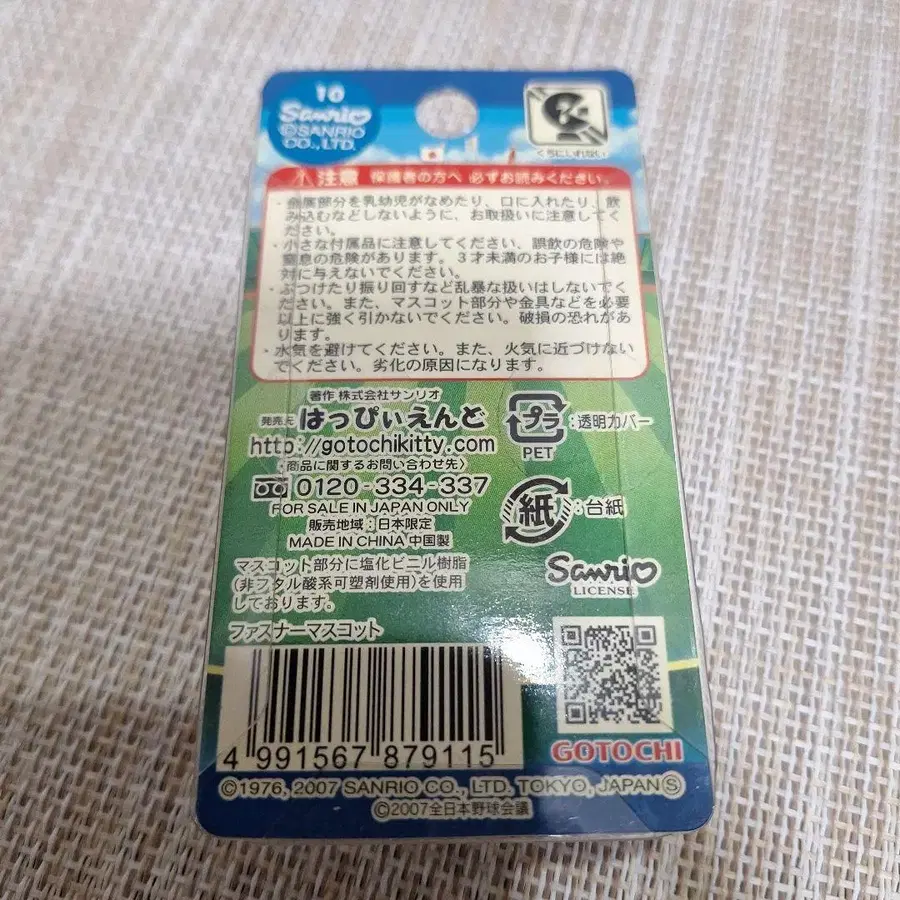 10
Sanrio
©SANRIO
CO., LTD.
くちにいれない
注意 保護者の方へ 必ずお読みください。
・金属部分を乳幼児がなめたり、口に入れたり、飲
み込むなどしないように、お取扱いに注意してく
ださい。
・小さな付属品に注意してください、誤飲の危険や
窒息の危険があります。3才未満のお子様には絶
対に与えないでください。
・ぶつけたり振り回すなど乱暴な扱いはしないでくだ
さい。また、マスコット部分や金具などを必要
以上に強く引かないでください。破損の恐れがあ
ります。
・水気を避けてください。また、火気に近づけない
でください。劣化の原因になります。
著作 株式会社サンリオ
発売元 はっぴぃえんど
http://gotochikitty.com
〈商品に関するお問い合わせ先〉
0120-334-337
FOR SALE IN JAPAN ONLY
販売地域：日本限定
MADE IN CHINA 中国製
プラ：透明カバー
PET
紙：台紙
マスコット部分に塩化ビニル樹脂
(非フタル酸系可塑剤使用)を使用
しております。
Sanrio
LICENSE
ファスナーマスコット
4 991567 879115
GOTOCHI
©1976, 2007 SANRIO CO., LTD. TOKYO, JAPAN Ⓢ
©2007全日本野球会議